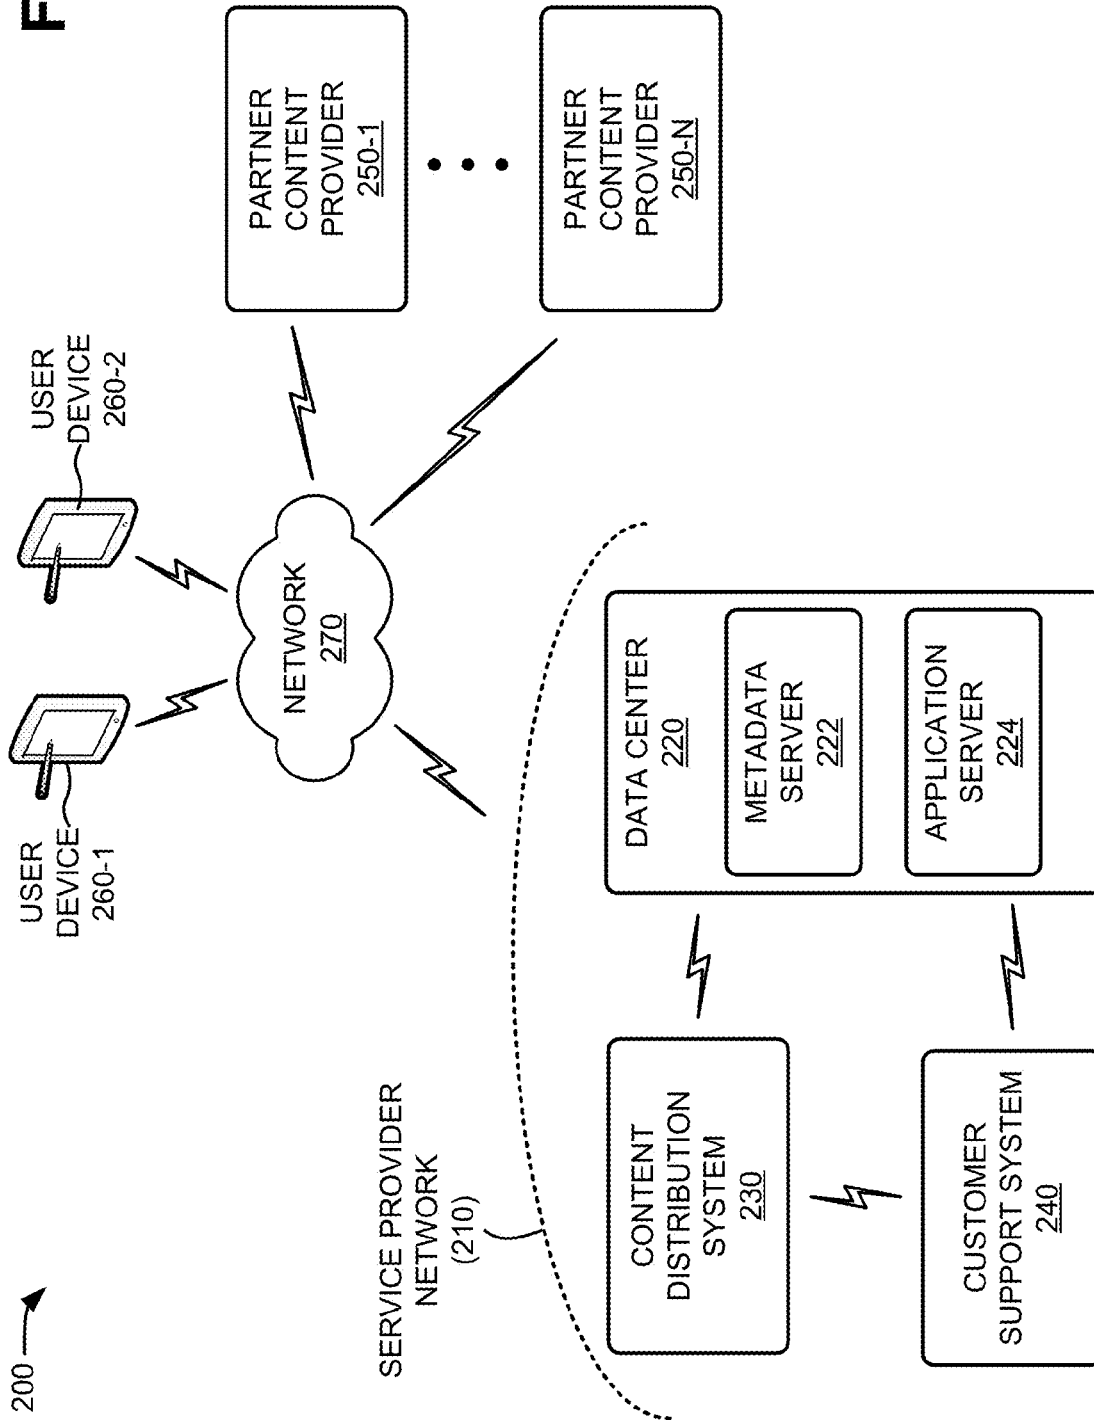 F
200
USER
DEVICE
260-1
USER
DEVICE
260-2
NETWORK
270
PARTNER
CONTENT
PROVIDER
250-1
PARTNER
CONTENT
PROVIDER
250-N
SERVICE PROVIDER
NETWORK
(210)
CONTENT
DISTRIBUTION
SYSTEM
230
DATA CENTER
220
METADATA
SERVER
222
APPLICATION
SERVER
224
CUSTOMER
SUPPORT SYSTEM
240